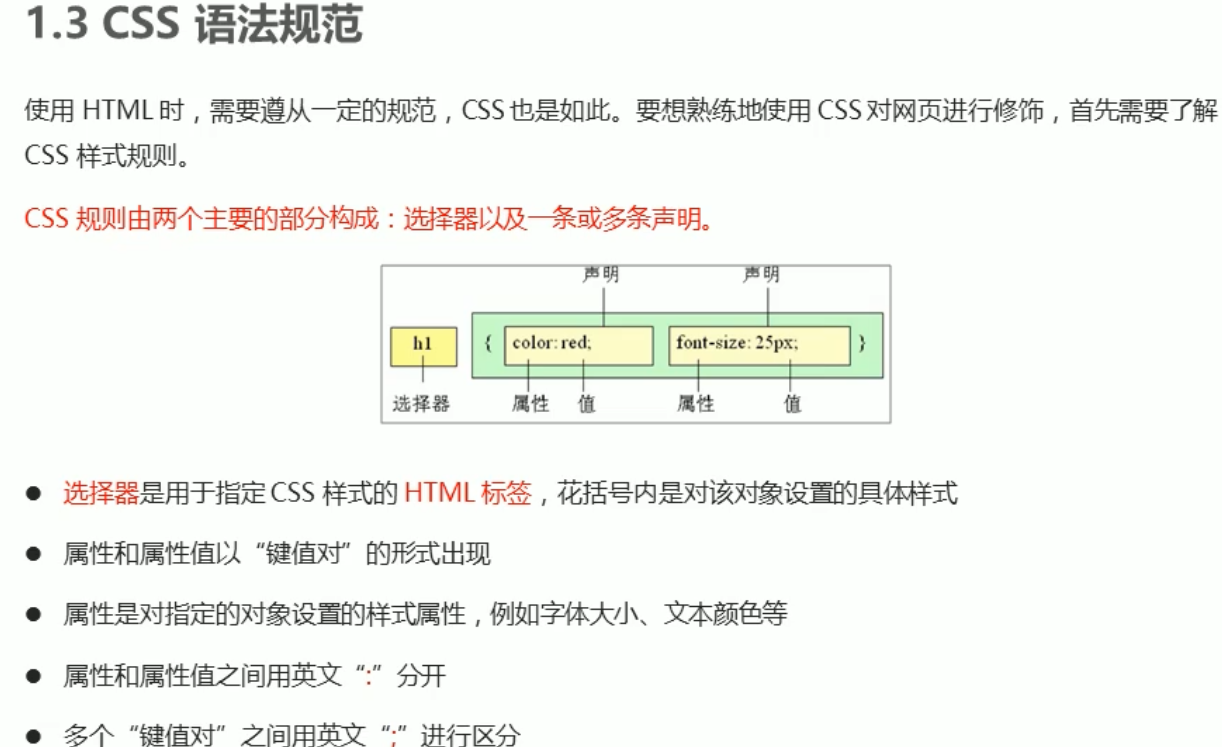 1.3 CSS 语法规范
使用 HTML 时，需要遵从一定的规范，CSS 也是如此。要想熟练地使用 CSS 对网页进行修饰，首先需要了解
CSS 样式规则。
CSS 规则由两个主要的部分构成：选择器以及一条或多条声明。
声明 声明
h1 { color: red; font-size: 25px; }
选择器 属性 值 属性 值
● 选择器是用于指定 CSS 样式的 HTML 标签，花括号内是对该对象设置的具体样式
● 属性和属性值以“键值对”的形式出现
● 属性是对指定的对象设置的样式属性，例如字体大小、文本颜色等
● 属性和属性值之间用英文“:”分开
● 多个“键值对”之间用英文“;”进行区分